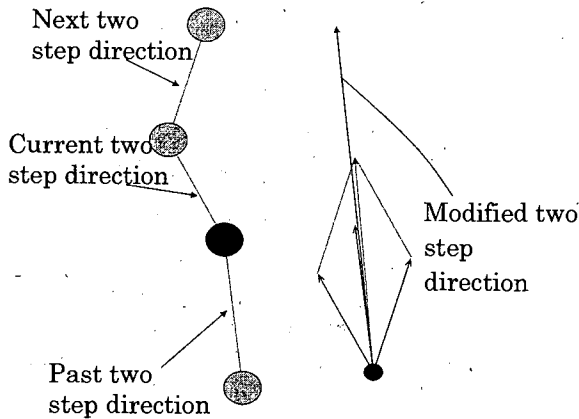 Next two
step direction
Current two
step direction
Modified two
step
direction
Past two
step direction